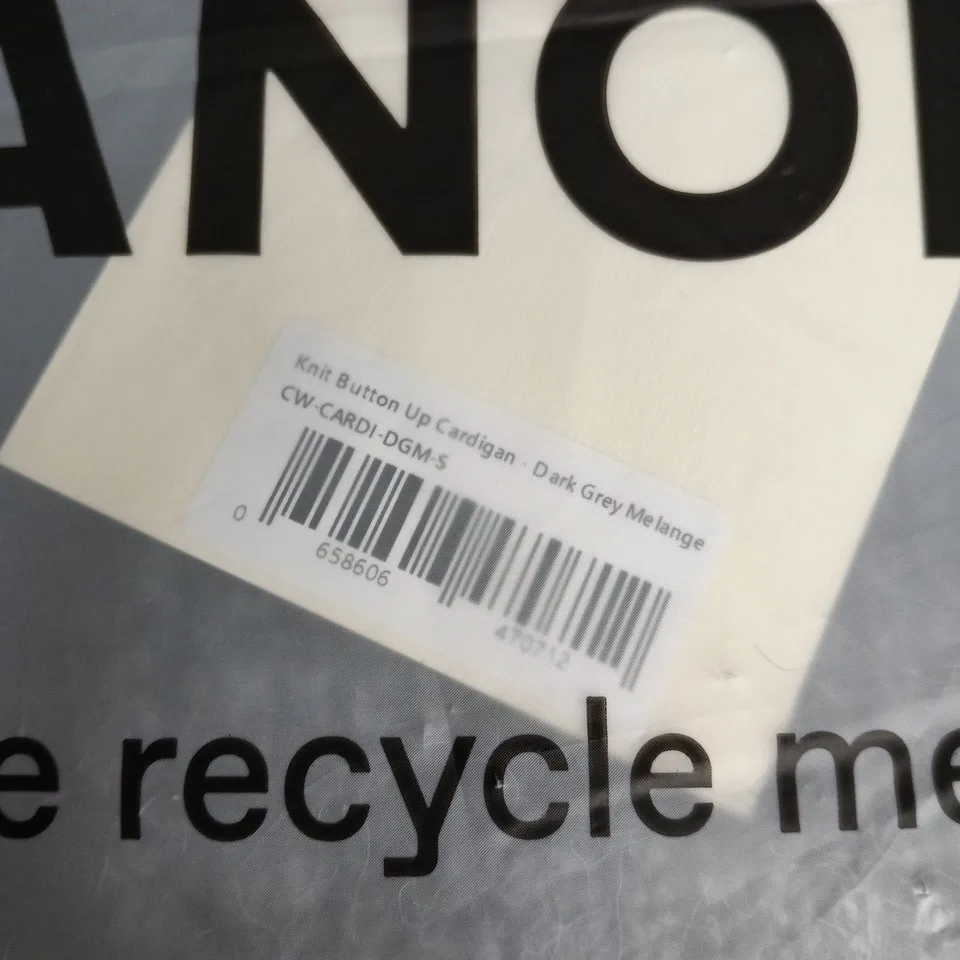 ANO
Knit Button Up Cardigan - Dark Grey Melange
CW-CARDI-DGM-S
0 658606 470712
e recycle me